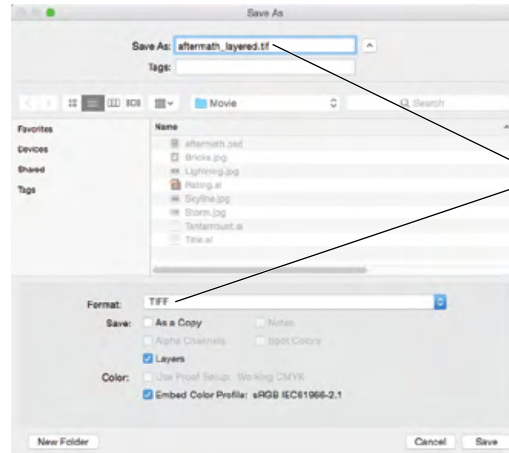 Save As
Save As: aftermath_layered.tif
Tags:
Movie
Search
Favorites
Devices
Shared
Tags
Name
aftermath.psd
Bricks.jpg
Lightning.jpg
Rating.ai
Skyline.jpg
Storm.jpg
Tantamount.ai
Title.ai
Format: TIFF
Save: As a Copy Notes
Alpha Channels Spot Colors
Layers
Color: Use Proof Setup: Working CMYK
Embed Color Profile: sRGB IEC61966-2.1
New Folder Cancel Save